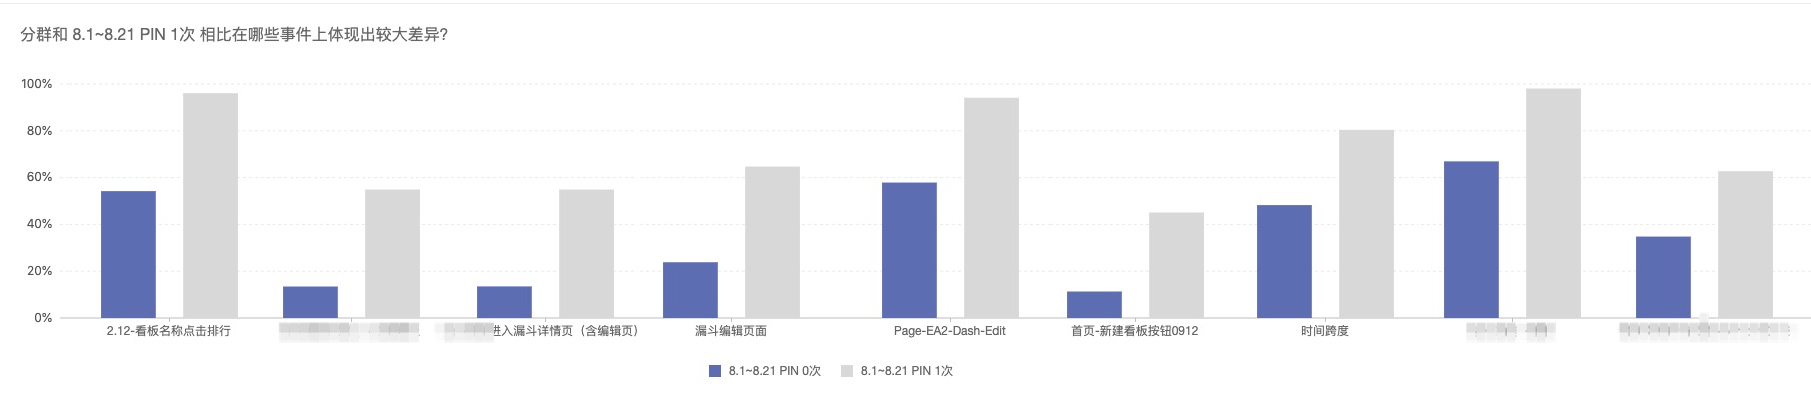 分群和 8.1~8.21 PIN 1次 相比在哪些事件上体现出较大差异?
100%
80%
60%
40%
20%
0%
2.12-看板名称点击排行
进入漏斗详情页（含编辑页）
漏斗编辑页面
Page-EA2-Dash-Edit
首页-新建看板按钮0912
时间跨度
8.1~8.21 PIN 0次
8.1~8.21 PIN 1次